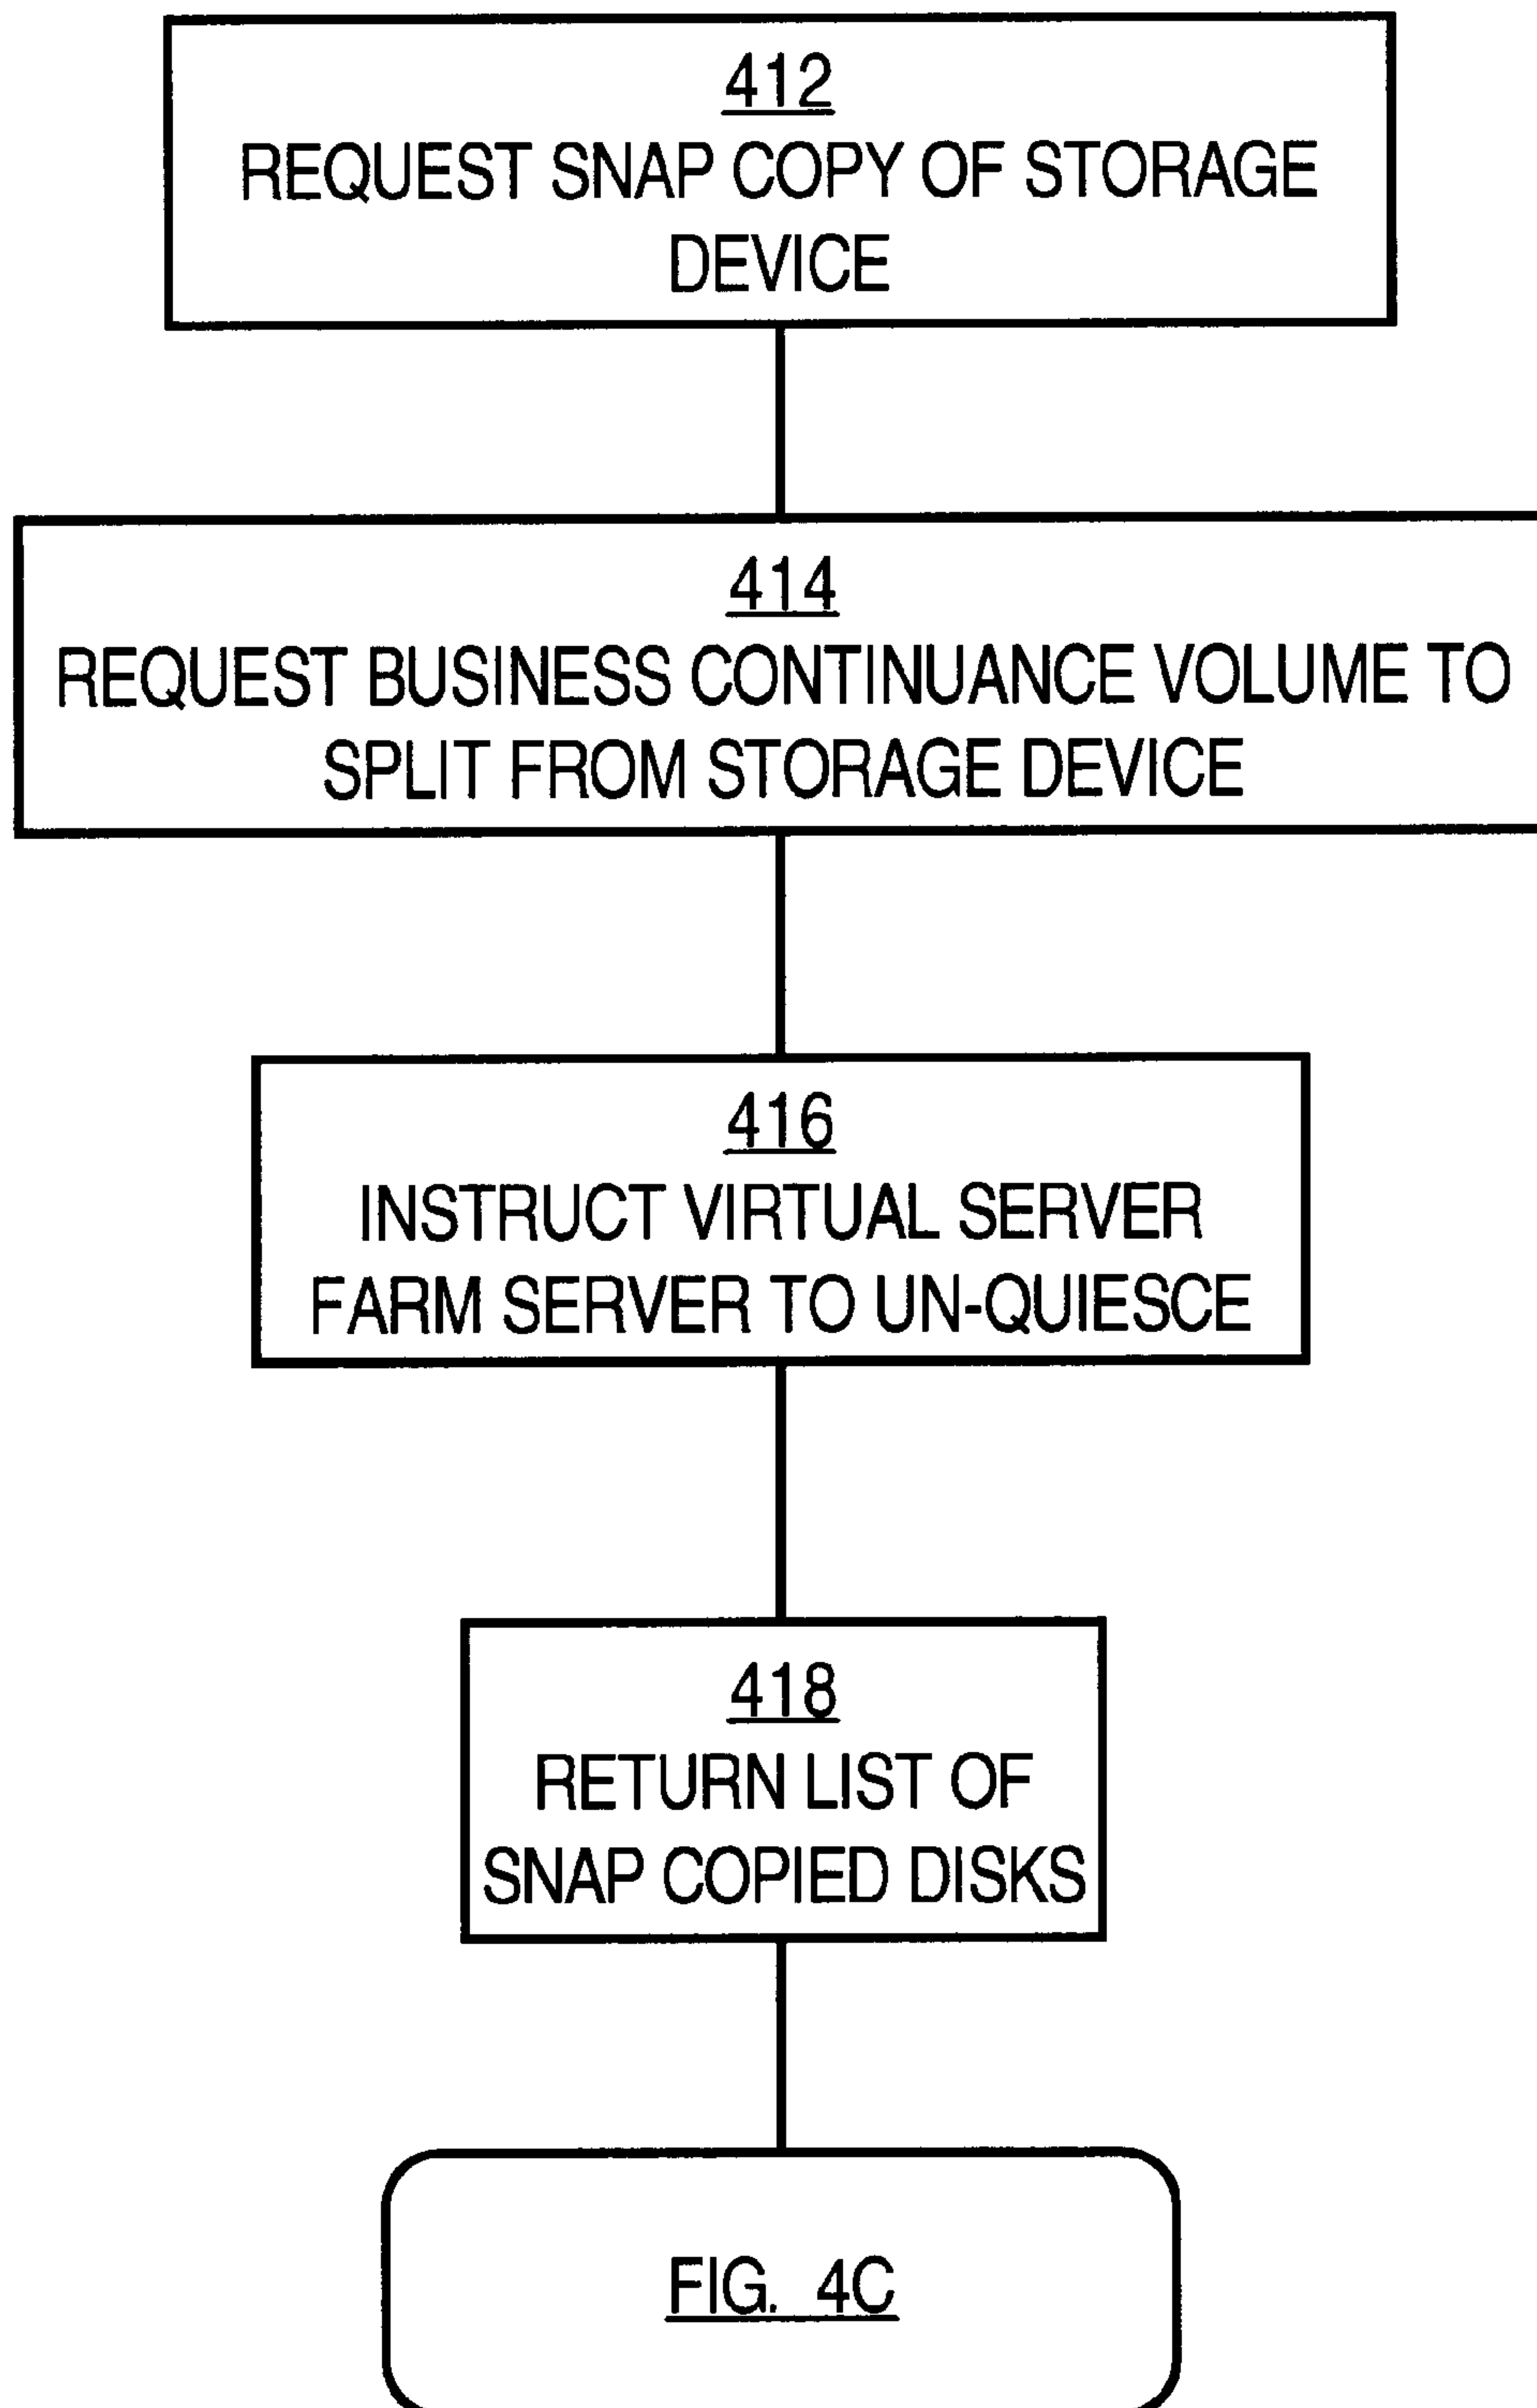 412
REQUEST SNAP COPY OF STORAGE
DEVICE
414
REQUEST BUSINESS CONTINUANCE VOLUME TO
SPLIT FROM STORAGE DEVICE
416
INSTRUCT VIRTUAL SERVER
FARM SERVER TO UN-QUIESCE
418
RETURN LIST OF
SNAP COPIED DISKS
FIG. 4C